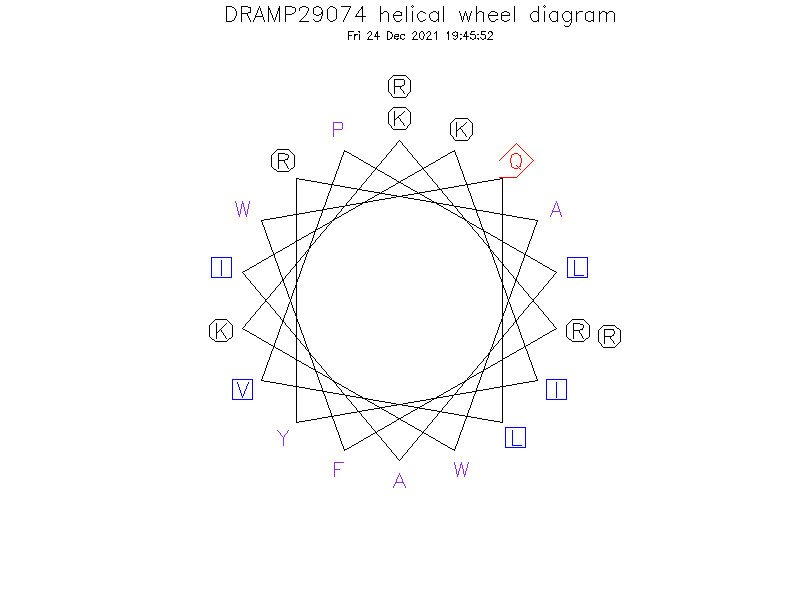 DRAMP29074 helical wheel diagram
Fri 24 Dec 2021 19:45:52
R
P K K
R Q
W A
I L
K R R
V I
Y L
F W
A